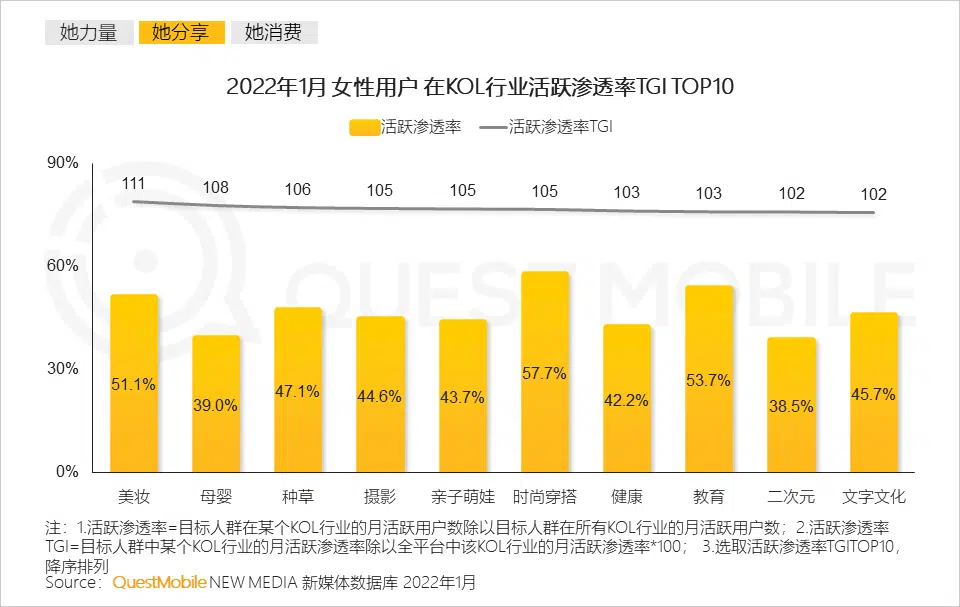 她力量 她分享 她消费
2022年1月 女性用户 在KOL行业活跃渗透率TGI TOP10
活跃渗透率 活跃渗透率TGI
90%
111 108 106 105 105 105 103 103 102 102
60%
QUEST MOBILE
30%
51.1% 39.0% 47.1% 44.6% 43.7% 57.7% 42.2% 53.7% 38.5% 45.7%
0%
美妆 母婴 种草 摄影 亲子萌娃 时尚穿搭 健康 教育 二次元 文字文化
注：1.活跃渗透率=目标人群在某个KOL行业的月活跃用户数除以目标人群在所有KOL行业的月活跃用户数；2.活跃渗透率
TGI=目标人群中某个KOL行业的月活跃渗透率除以全平台中该KOL行业的月活跃渗透率*100； 3.选取活跃渗透率TGITOP10，
降序排列
Source：QuestMobile NEW MEDIA 新媒体数据库 2022年1月